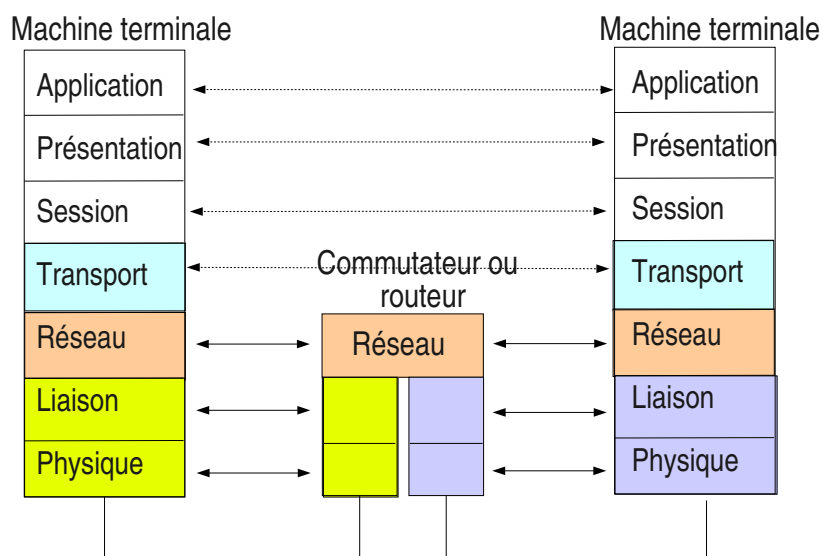 Machine terminale
Machine terminale
Application
Application
Présentation
Présentation
Session
Session
Transport
Commutateur ou
routeur
Transport
Réseau
Réseau
Réseau
Liaison
Liaison
Physique
Physique